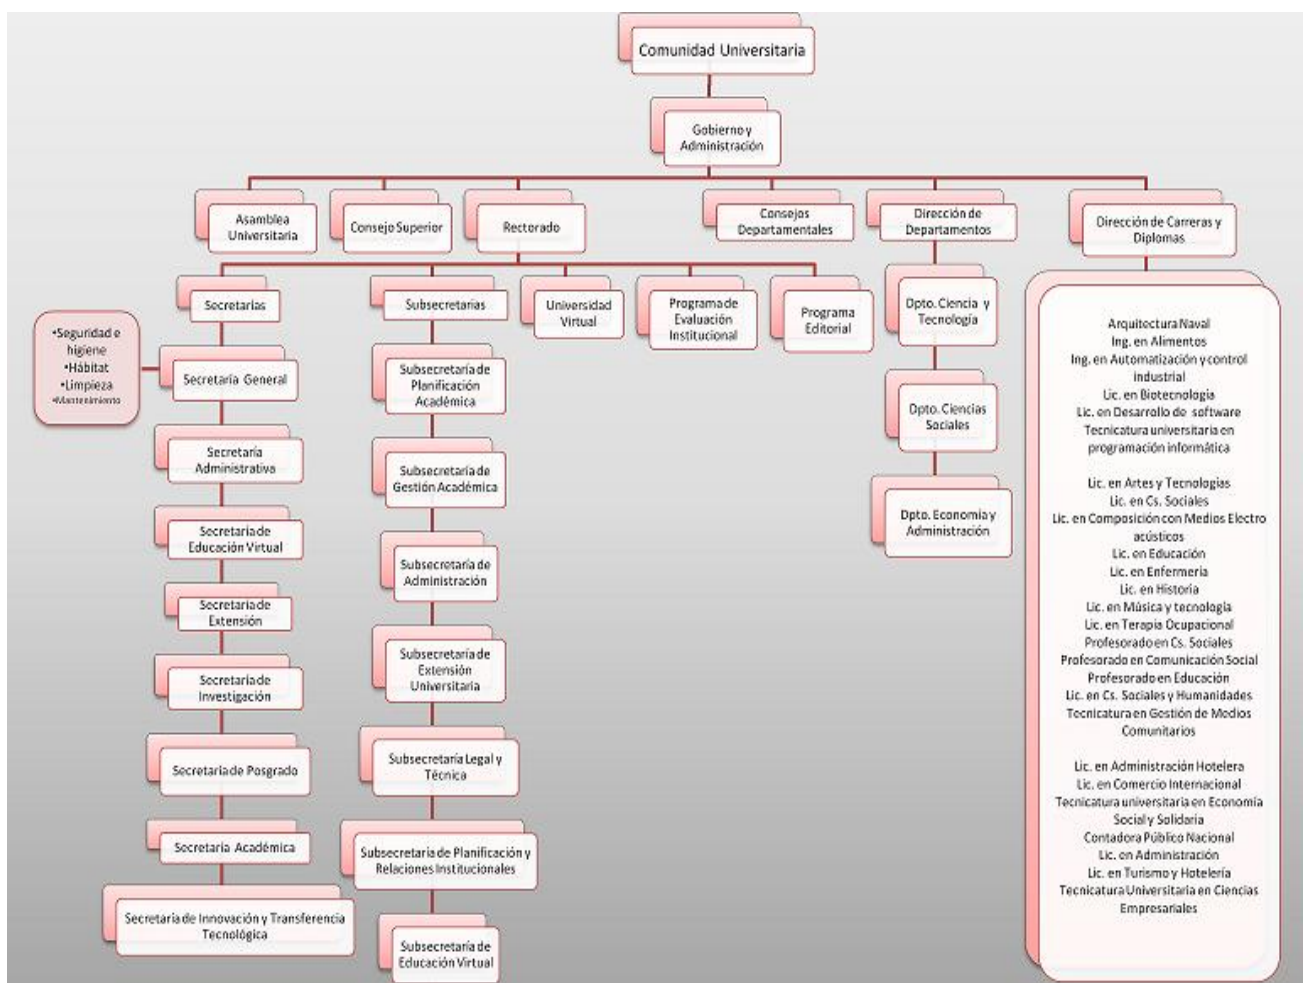 Comunidad Universitaria
Gobierno y
Administración
Asamblea
Universitaria
Consejo Superior
Rectorado
Consejos
Departamentales
Dirección de
Departamentos
Dirección de Carreras y
Diplomas
Secretarías
Subsecretarías
Universidad
Virtual
Programa de
Evaluación
Institucional
Programa
Editorial
•Seguridad e
higiene
•Hábitat
•Limpieza
•Mantenimiento
Secretaría General
Secretaría
Administrativa
Secretaría de
Educación Virtual
Secretaría de
Extensión
Secretaría de
Investigación
Secretaría de Posgrado
Secretaría Académica
Secretaría de Innovación y Transferencia
Tecnológica
Subsecretaría de
Planificación
Académica
Subsecretaría de
Gestión Académica
Subsecretaría de
Administración
Subsecretaría de
Extensión
Universitaria
Subsecretaría Legal y
Técnica
Subsecretaría de Planificación y
Relaciones Institucionales
Subsecretaría de
Educación Virtual
Dpto. Ciencia y
Tecnología
Dpto. Ciencias
Sociales
Dpto. Economía y
Administración
Arquitectura Naval
Ing. en Alimentos
Ing. en Automatización y control
industrial
Lic. en Biotecnología
Lic. en Desarrollo de software
Tecnicatura universitaria en
programación informática
Lic. en Artes y Tecnologías
Lic. en Cs. Sociales
Lic. en Composición con Medios Electro
acústicos
Lic. en Educación
Lic. en Enfermería
Lic. en Historia
Lic. en Música y tecnología
Lic. en Terapia Ocupacional
Profesorado en Cs. Sociales
Profesorado en Comunicación Social
Profesorado en Educación
Lic. en Cs. Sociales y Humanidades
Tecnicatura en Gestión de Medios
Comunitarios
Lic. en Administración Hotelera
Lic. en Comercio Internacional
Tecnicatura universitaria en Economía
Social y Solidaria
Contadora Público Nacional
Lic. en Administración
Lic. en Turismo y Hotelería
Tecnicatura Universitaria en Ciencias
Empresariales